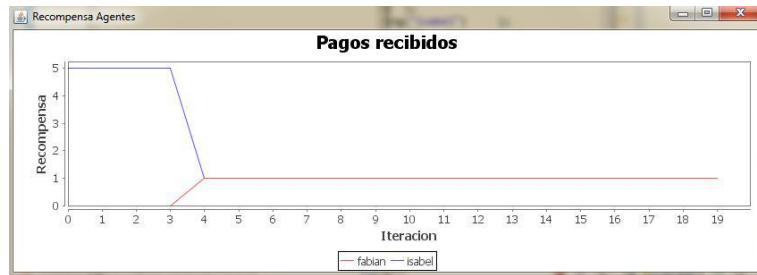 Recompensa Agentes
Pagos recibidos
Recompensa
5
4
3
2
1
0
0 1 2 3 4 5 6 7 8 9 10 11 12 13 14 15 16 17 18 19
Iteracion
fabian isabel